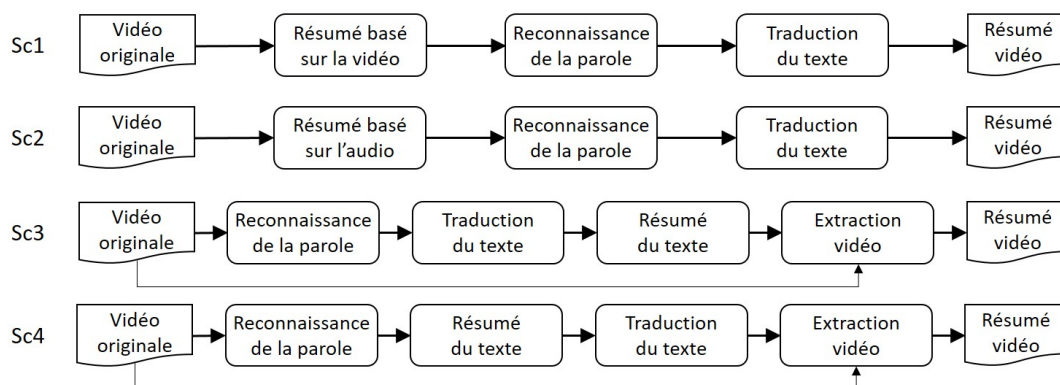 Sc1
Vidéo
originale
Résumé basé
sur la vidéo
Reconnaissance
de la parole
Traduction
du texte
Résumé
vidéo
Sc2
Vidéo
originale
Résumé basé
sur l'audio
Reconnaissance
de la parole
Traduction
du texte
Résumé
vidéo
Sc3
Vidéo
originale
Reconnaissance
de la parole
Traduction
du texte
Résumé
du texte
Extraction
vidéo
Résumé
vidéo
Sc4
Vidéo
originale
Reconnaissance
de la parole
Résumé
du texte
Traduction
du texte
Extraction
vidéo
Résumé
vidéo